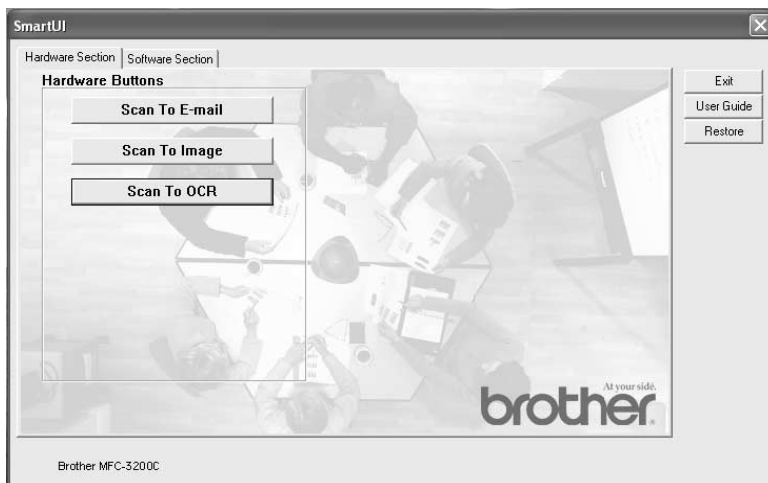 SmartUI
Hardware Section Software Section
Hardware Buttons
Scan To E-mail
Scan To Image
Scan To OCR
Exit
User Guide
Restore
At your side.
brother
Brother MFC-3200C